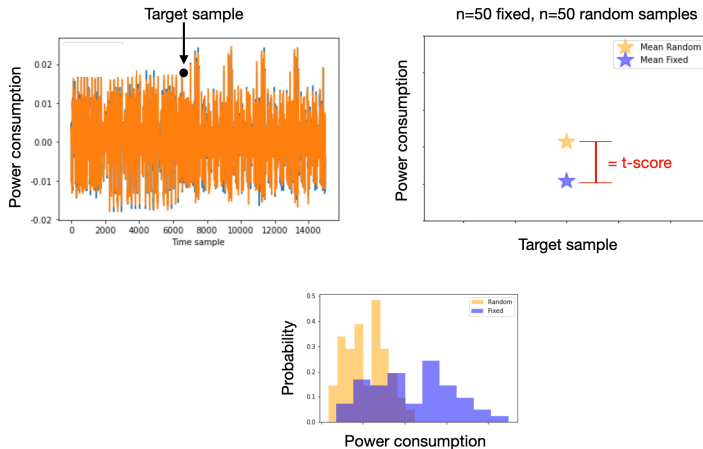 Target sample
Power consumption
0.02
0.01
0.00
-0.01
-0.02
0
2000
4000
6000
8000
10000
12000
14000
Time sample
n=50 fixed, n=50 random samples
Mean Random
Mean Fixed
Power consumption
= t-score
Target sample
Probability
0.5
0.4
0.3
0.2
0.1
0.0
Random
Fixed
Power consumption